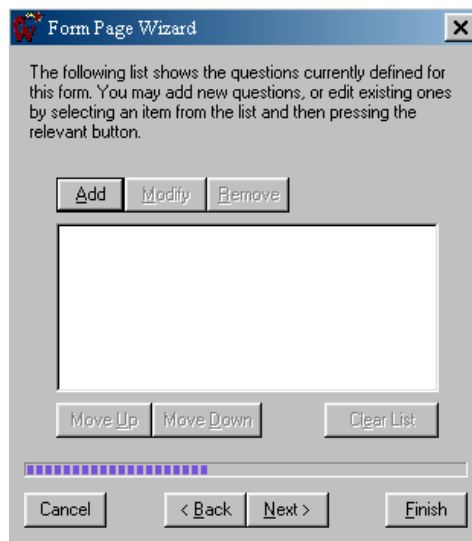 Form Page Wizard
The following list shows the questions currently defined for
this form. You may add new questions, or edit existing ones
by selecting an item from the list and then pressing the
relevant button.
Add Modify Remove
Move Up Move Down Clear List
Cancel < Back Next > Finish